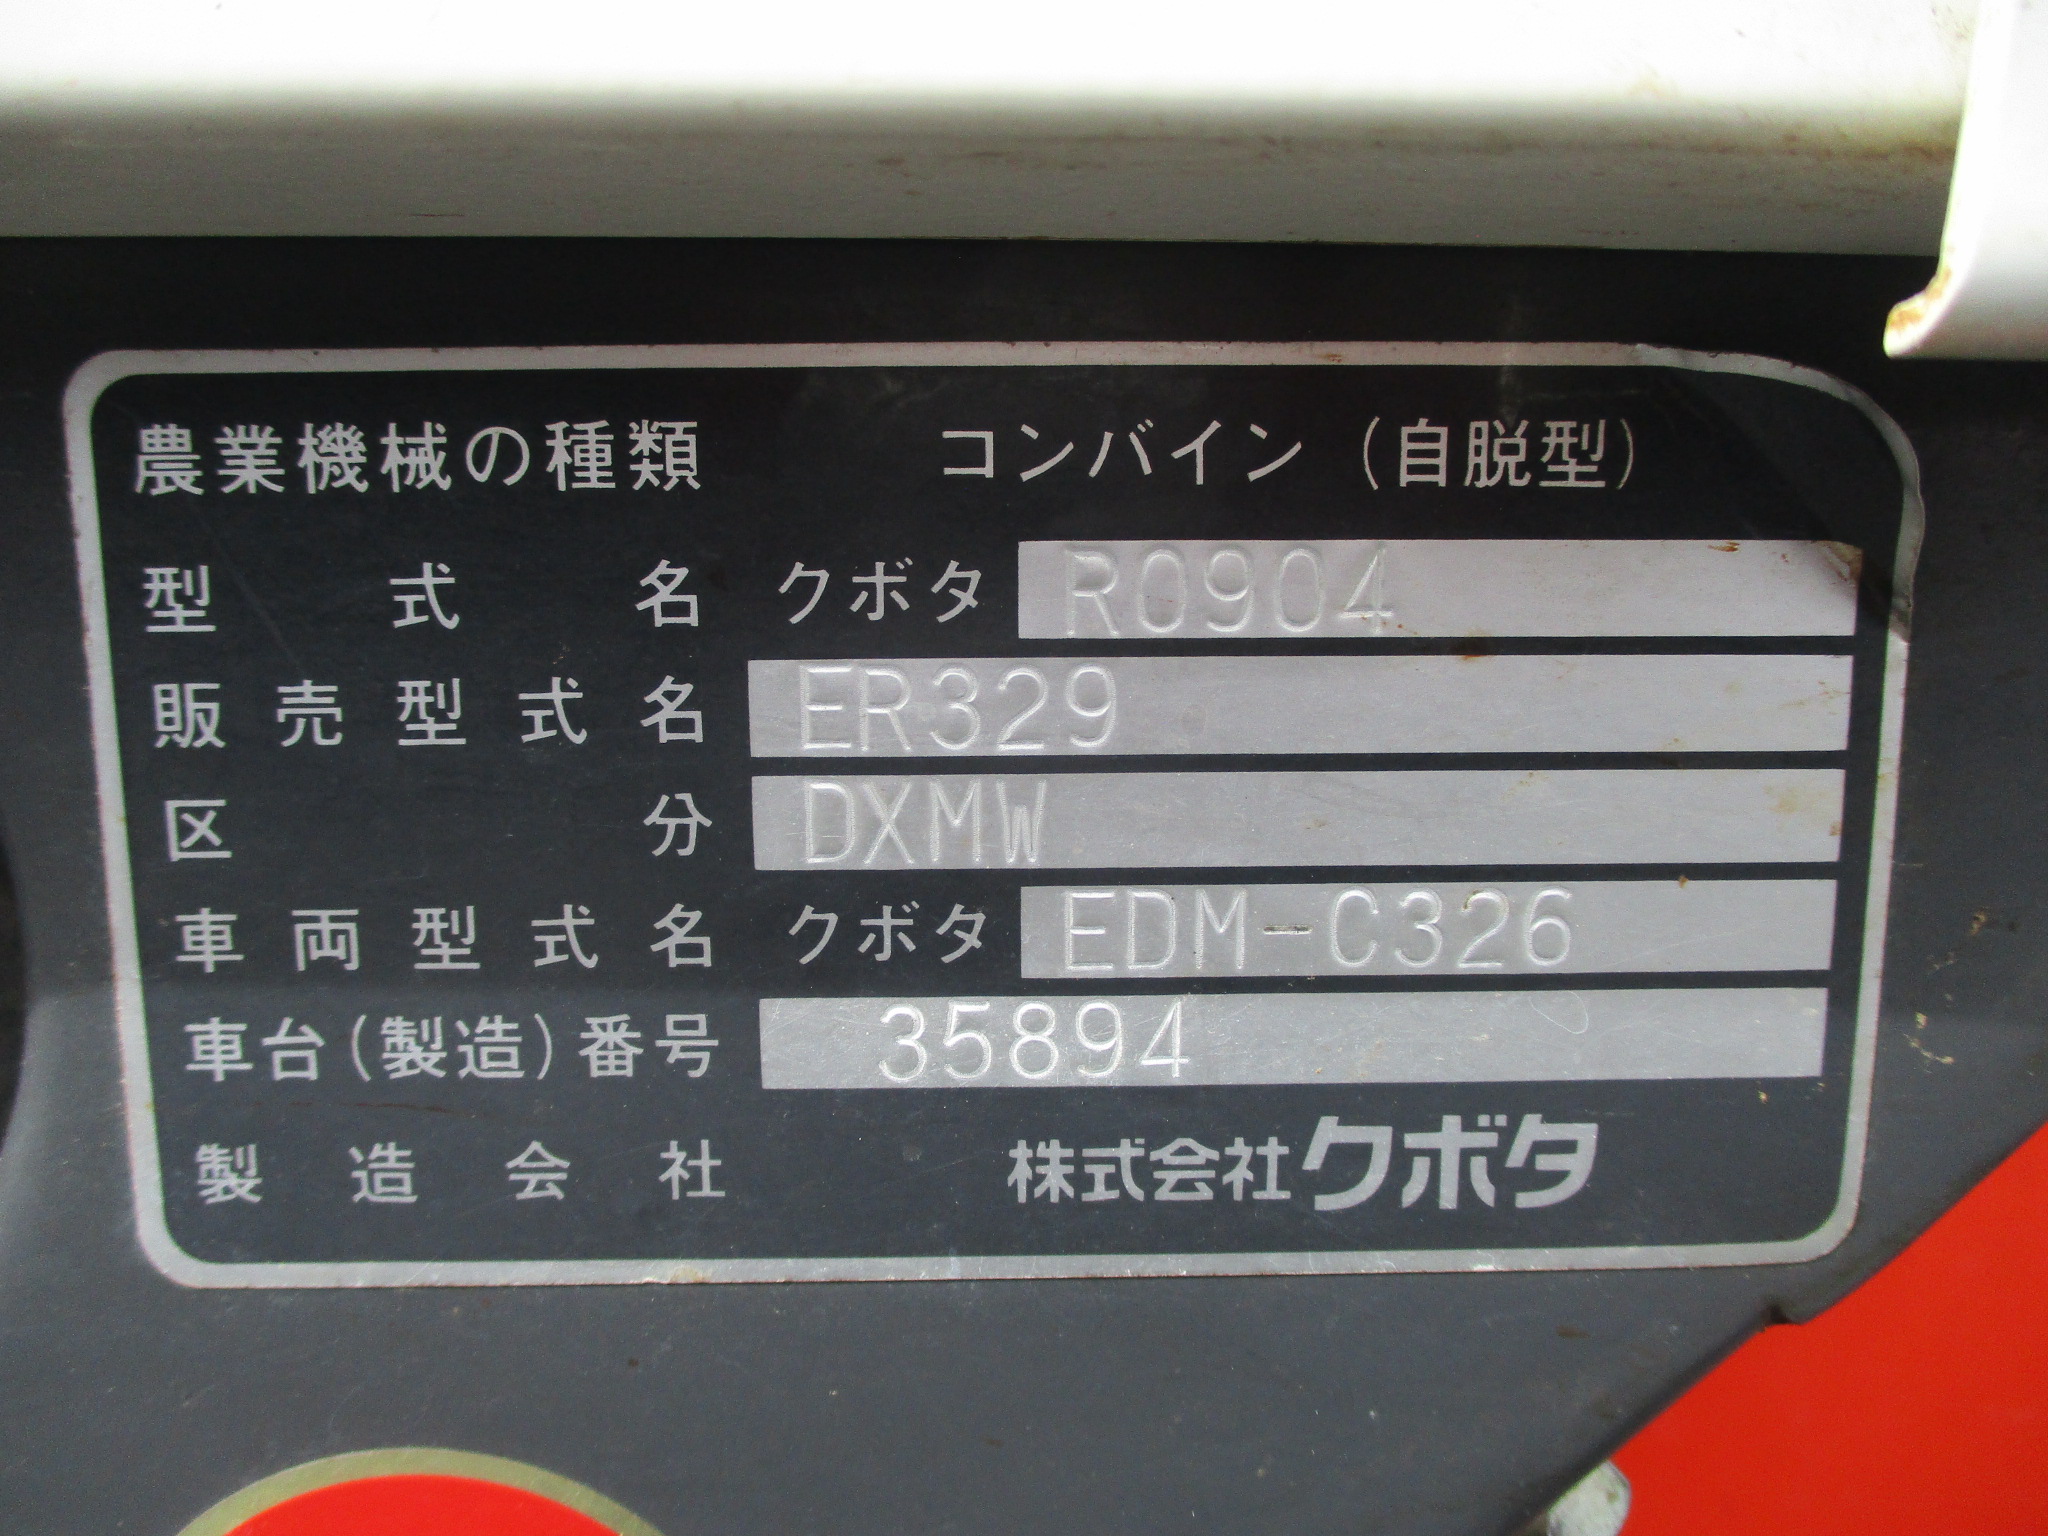 農業機械の種類 コンバイン（自脱型）
型式名 クボタ R0904
販売型式名 ER329
区分 DXMW
車両型式名 クボタ EDM-C326
車台(製造)番号 35894
製造会社 株式会社クボタ